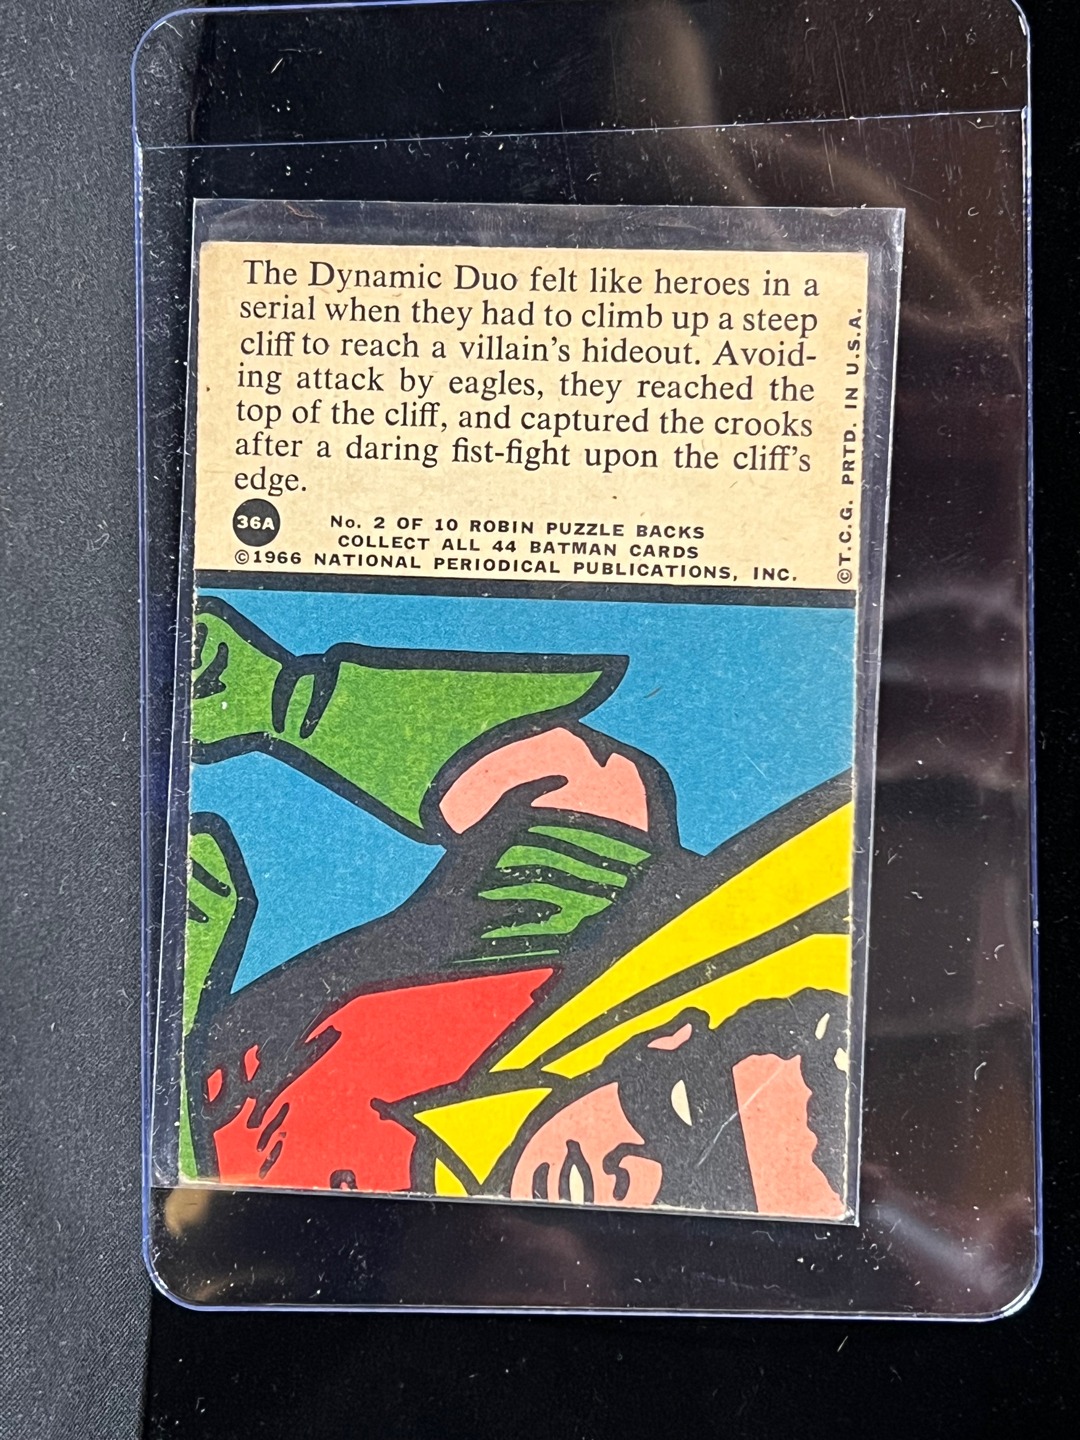 The Dynamic Duo felt like heroes in a
serial when they had to climb up a steep
cliff to reach a villain's hideout. Avoid-
ing attack by eagles, they reached the
top of the cliff, and captured the crooks
after a daring fist-fight upon the cliff's
edge.
36A
No. 2 OF 10 ROBIN PUZZLE BACKS
COLLECT ALL 44 BATMAN CARDS
©1966 NATIONAL PERIODICAL PUBLICATIONS, INC.
©T.C.G. PRTD. IN U.S.A.